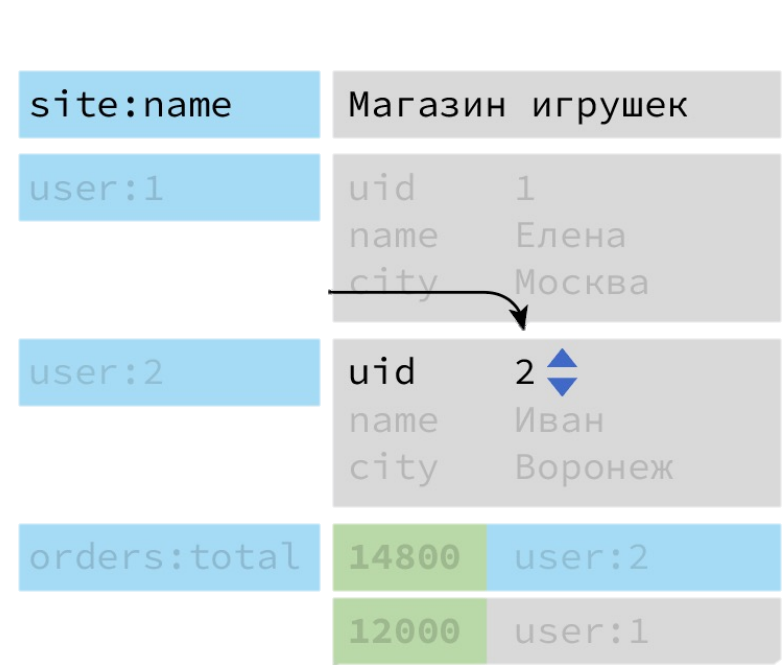 site:name Магазин игрушек
user:1 uid 1
name Елена
city Москва
user:2 uid 2
name Иван
city Воронеж
orders:total 14800 user:2
12000 user:1